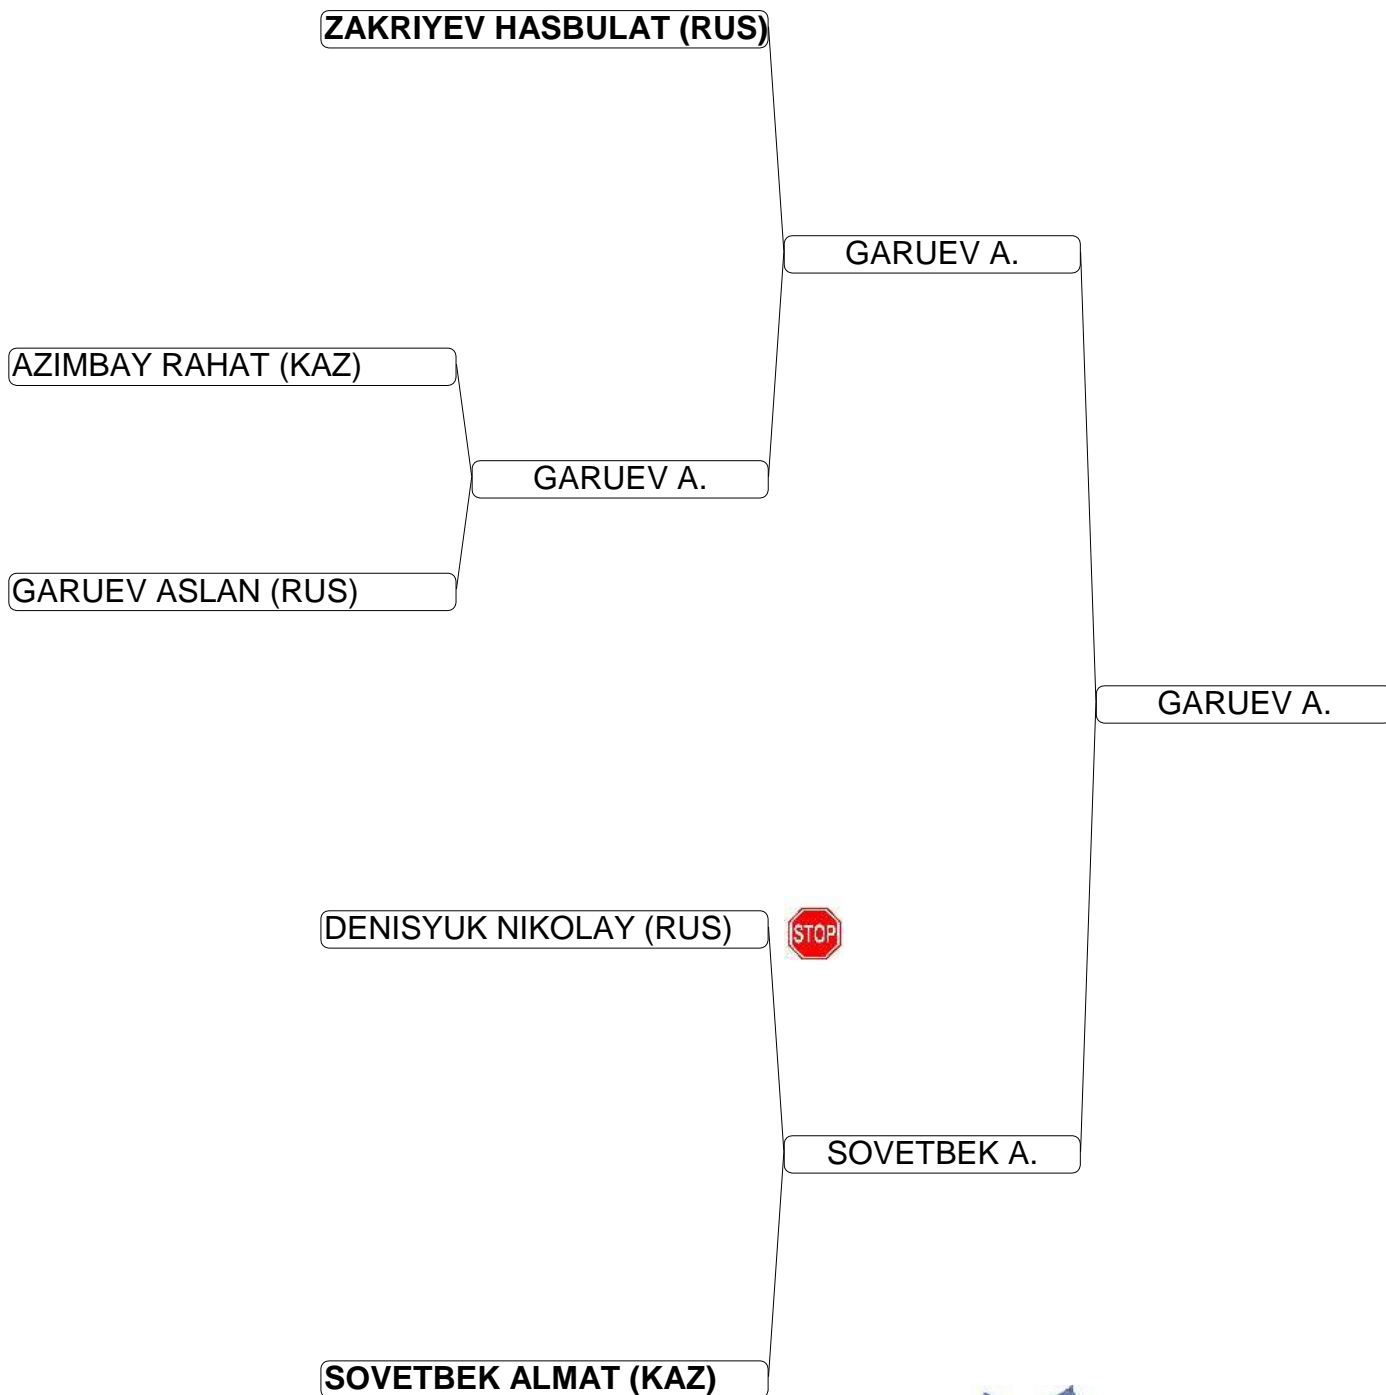 ZAKRIYEV HASBULAT (RUS)
GARUEV A.
AZIMBAY RAHAT (KAZ)
GARUEV A.
GARUEV ASLAN (RUS)
GARUEV A.
DENISYUK NIKOLAY (RUS)
STOP
SOVETBEK A.
SOVETBEK ALMAT (KAZ)